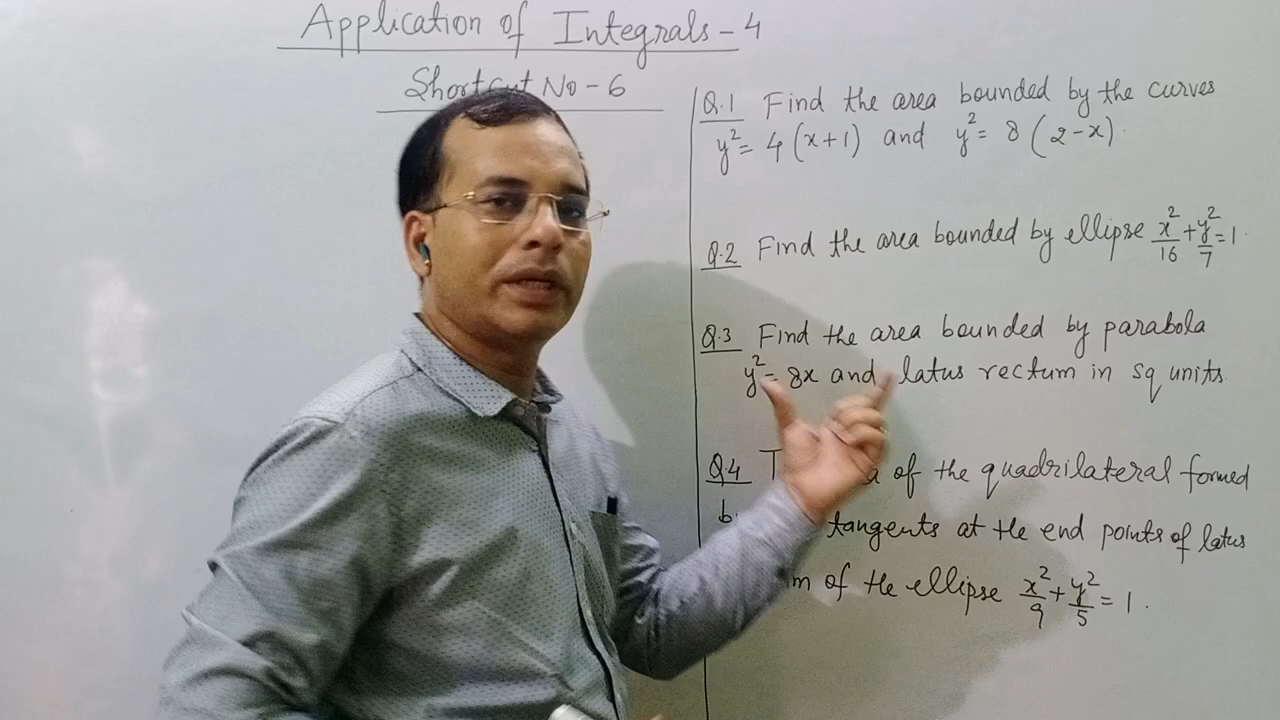 Application of Integrals - 4
Shortcut No - 6
Q.1 Find the area bounded by the curves
y² = 4(x+1) and y² = 8(2-x).
Q.2 Find the area bounded by ellipse x²/16 + y²/7 = 1.
Q.3 Find the area bounded by parabola
y² = 8x and latus rectum in sq units.
Q.4 of the quadrilateral formed
tangents at the end points of latus
of the ellipse x²/9 + y²/5 = 1.